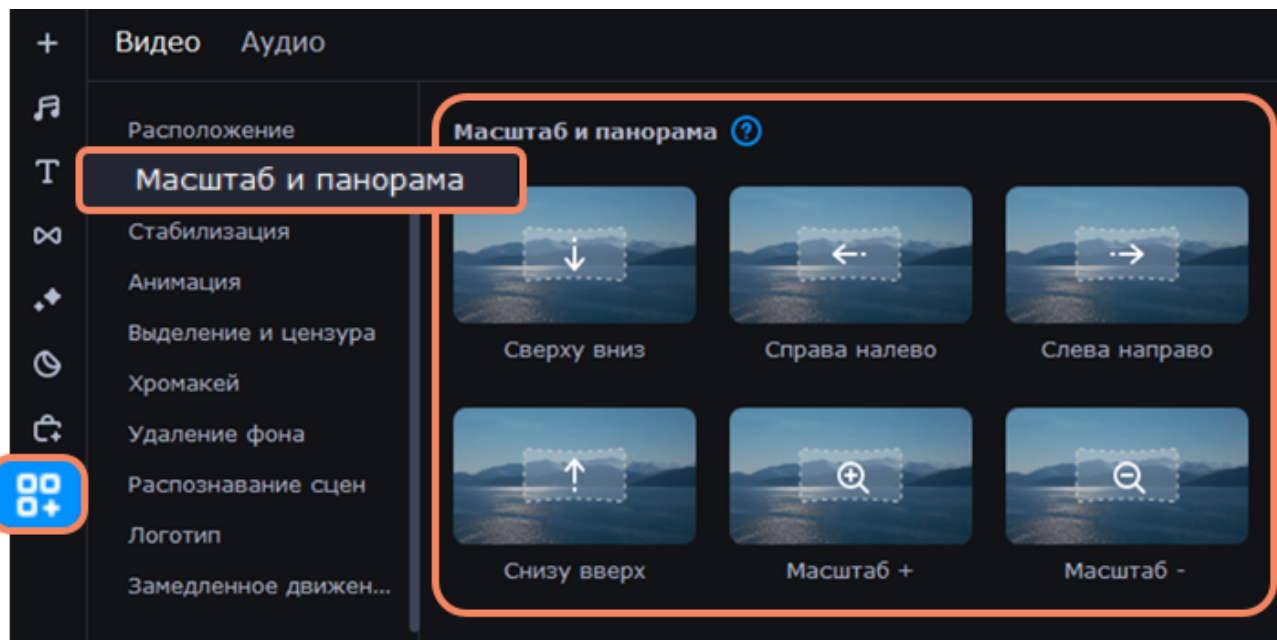 Видео Аудио
Расположение
Масштаб и панорама
Стабилизация
Анимация
Выделение и цензура
Хромакей
Удаление фона
Распознавание сцен
Логотип
Замедленное движен...
Масштаб и панорама ?
Сверху вниз Справа налево Слева направо
Снизу вверх Масштаб + Масштаб -